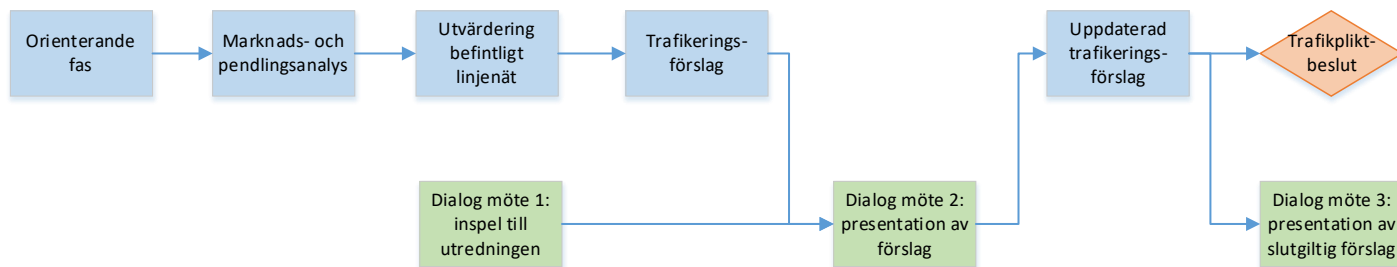 Orienterande
fas
Marknads- och
pendlingsanalys
Utvärdering
befintligt
linjenät
Trafikerings-
förslag
Uppdaterad
trafikerings-
förslag
Trafikplikt-
beslut
Dialog möte 1:
inspel till
utredningen
Dialog möte 2:
presentation av
förslag
Dialog möte 3:
presentation av
slutgiltig förslag